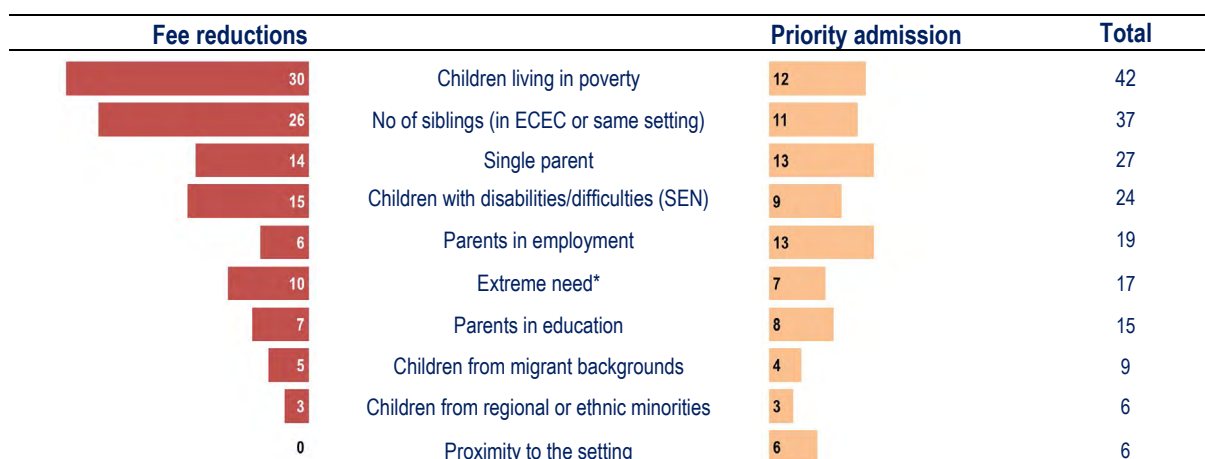 Fee reductions Priority admission Total
30 Children living in poverty 12 42
26 No of siblings (in ECEC or same setting) 11 37
14 Single parent 13 27
15 Children with disabilities/difficulties (SEN) 9 24
6 Parents in employment 13 19
10 Extreme need* 7 17
7 Parents in education 8 15
5 Children from migrant backgrounds 4 9
3 Children from regional or ethnic minorities 3 6
0 Proximity to the setting 6 6